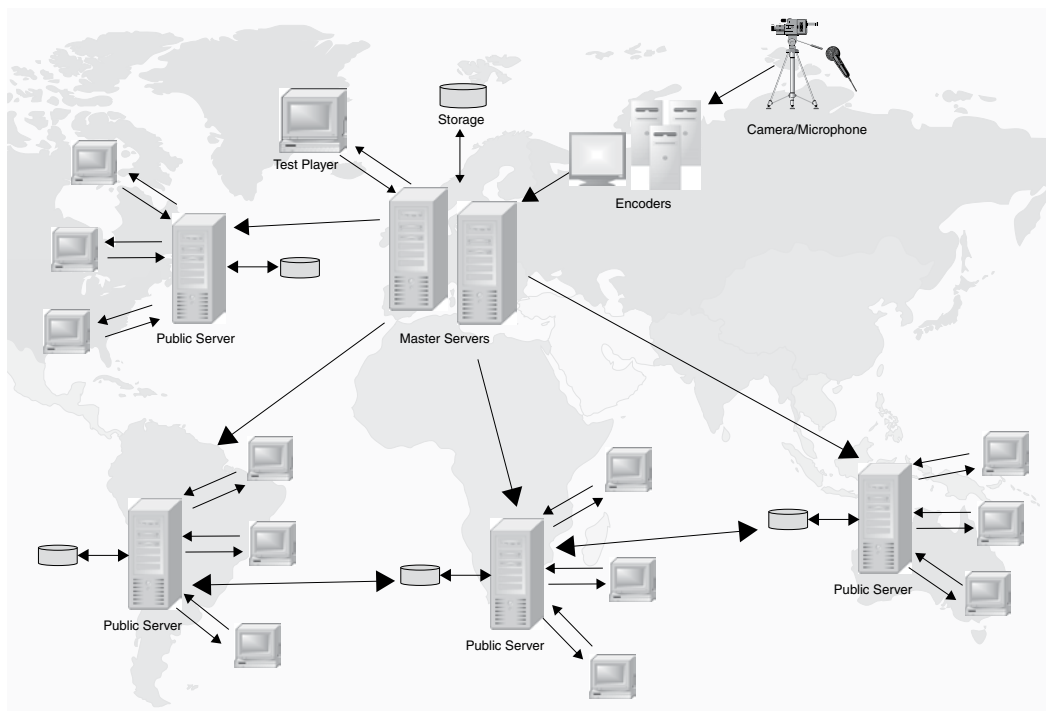 Storage
Camera/Microphone
Test Player
Encoders
Public Server
Master Servers
Public Server
Public Server
Public Server